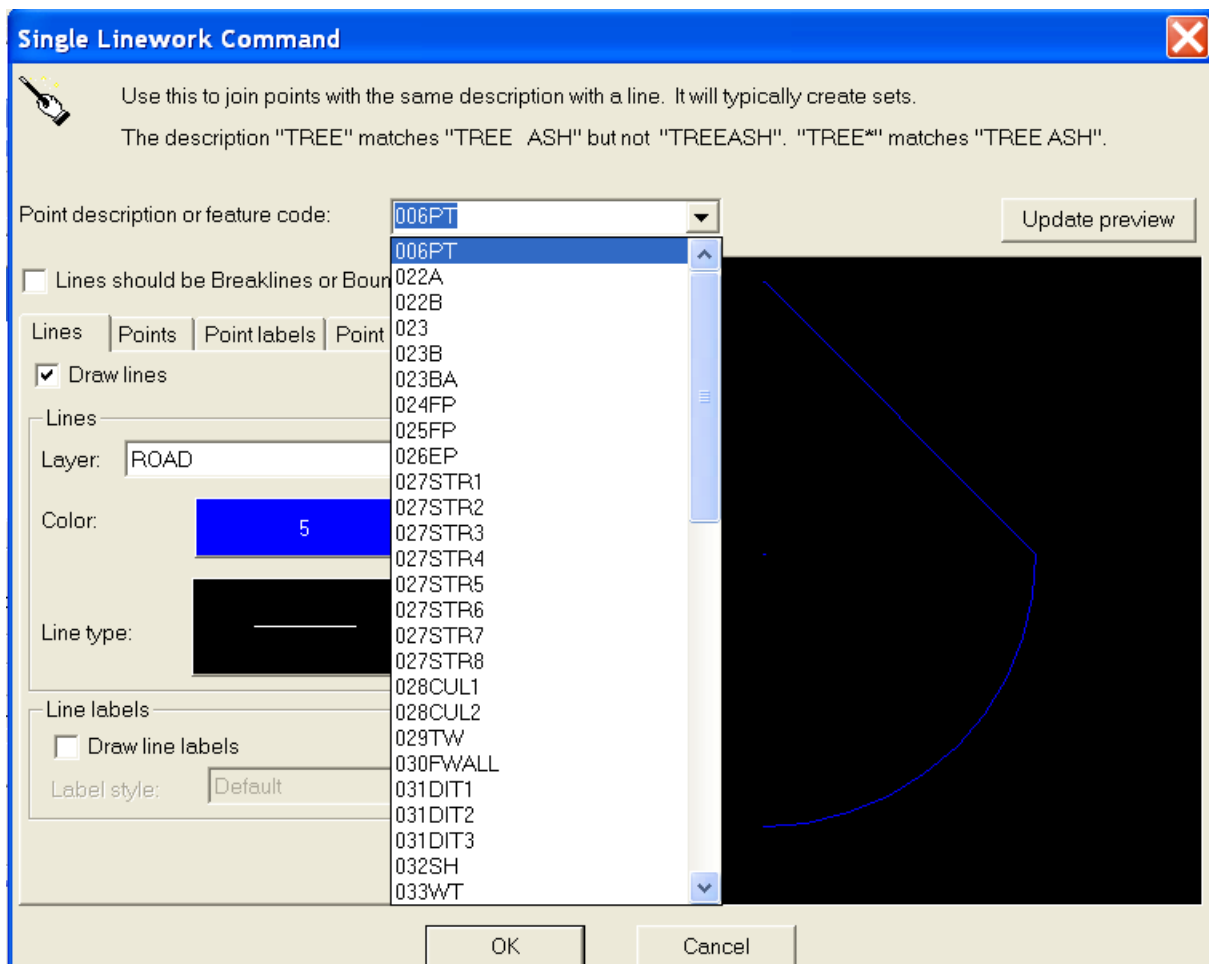 Single Linework Command
Use this to join points with the same description with a line. It will typically create sets.
The description "TREE" matches "TREE ASH" but not "TREEASH". "TREE*" matches "TREE ASH".
Point description or feature code:
006PT
Update preview
006PT
022A
022B
023
023B
023BA
024FP
025FP
026EP
027STR1
027STR2
027STR3
027STR4
027STR5
027STR6
027STR7
027STR8
028CUL1
028CUL2
029TW
030FWALL
031DIT1
031DIT2
031DIT3
032SH
033WT
Lines should be Breaklines or Boun
Lines Points Point labels Point
Draw lines
Lines
Layer: ROAD
Color: 5
Line type:
Line labels
Draw line labels
Label style: Default
OK Cancel